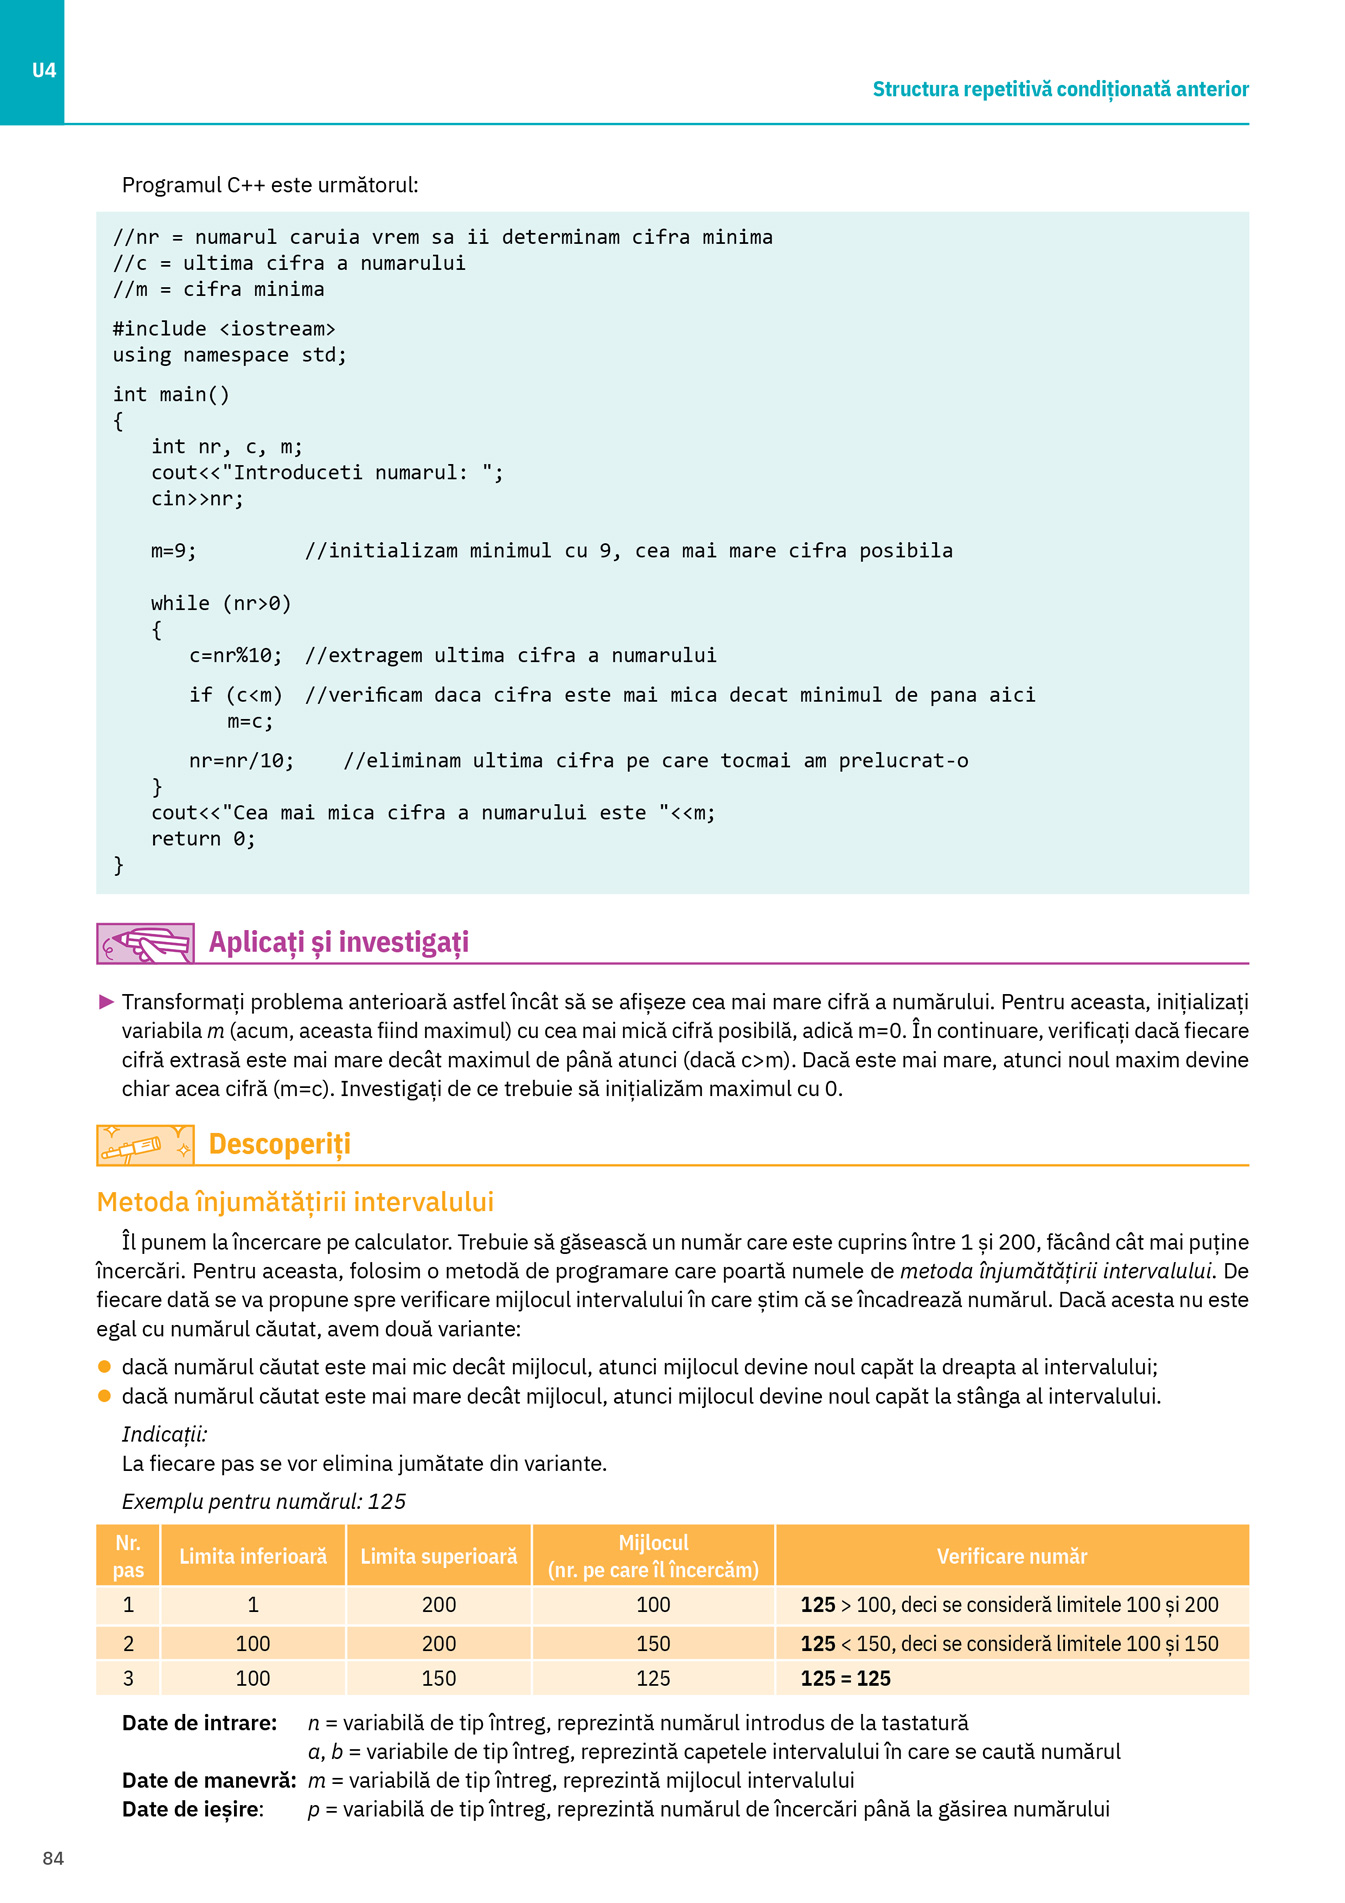 U4
Structura repetitivă condiționată anterior
Programul C++ este următorul:
//nr = numarul caruia vrem sa ii determinam cifra minima
//c = ultima cifra a numarului
//m = cifra minima
#include <iostream>
using namespace std;
int main()
{
int nr, c, m;
cout<<"Introduceti numarul: ";
cin>>nr;
m=9; //initializam minimul cu 9, cea mai mare cifra posibila
while (nr>0)
{
c=nr%10; //extragem ultima cifra a numarului
if (c<m) //verificam daca cifra este mai mica decat minimul de pana aici
m=c;
nr=nr/10; //eliminam ultima cifra pe care tocmai am prelucrat-o
}
cout<<"Cea mai mica cifra a numarului este "<<m;
return 0;
}
Aplicați și investigați
► Transformați problema anterioară astfel încât să se afișeze cea mai mare cifră a numărului. Pentru aceasta, inițializați
variabila m (acum, aceasta fiind maximul) cu cea mai mică cifră posibilă, adică m=0. În continuare, verificați dacă fiecare
cifră extrasă este mai mare decât maximul de până atunci (dacă c>m). Dacă este mai mare, atunci noul maxim devine
chiar acea cifră (m=c). Investigați de ce trebuie să inițializăm maximul cu 0.
Descoperiți
Metoda înjumătățirii intervalului
Îl punem la încercare pe calculator. Trebuie să găsească un număr care este cuprins între 1 și 200, făcând cât mai puține
încercări. Pentru aceasta, folosim o metodă de programare care poartă numele de metoda înjumătățirii intervalului. De
fiecare dată se va propune spre verificare mijlocul intervalului în care știm că se încadrează numărul. Dacă acesta nu este
egal cu numărul căutat, avem două variante:
● dacă numărul căutat este mai mic decât mijlocul, atunci mijlocul devine noul capăt la dreapta al intervalului;
● dacă numărul căutat este mai mare decât mijlocul, atunci mijlocul devine noul capăt la stânga al intervalului.
Indicații:
La fiecare pas se vor elimina jumătate din variante.
Exemplu pentru numărul: 125
Nr. pas Limita inferioară Limita superioară Mijlocul (nr. pe care îl încercăm) Verificare număr
1 1 200 100 125 > 100, deci se consideră limitele 100 și 200
2 100 200 150 125 < 150, deci se consideră limitele 100 și 150
3 100 150 125 125 = 125
Date de intrare: n = variabilă de tip întreg, reprezintă numărul introdus de la tastatură
a, b = variabile de tip întreg, reprezintă capetele intervalului în care se caută numărul
Date de manevră: m = variabilă de tip întreg, reprezintă mijlocul intervalului
Date de ieșire: p = variabilă de tip întreg, reprezintă numărul de încercări până la găsirea numărului
84